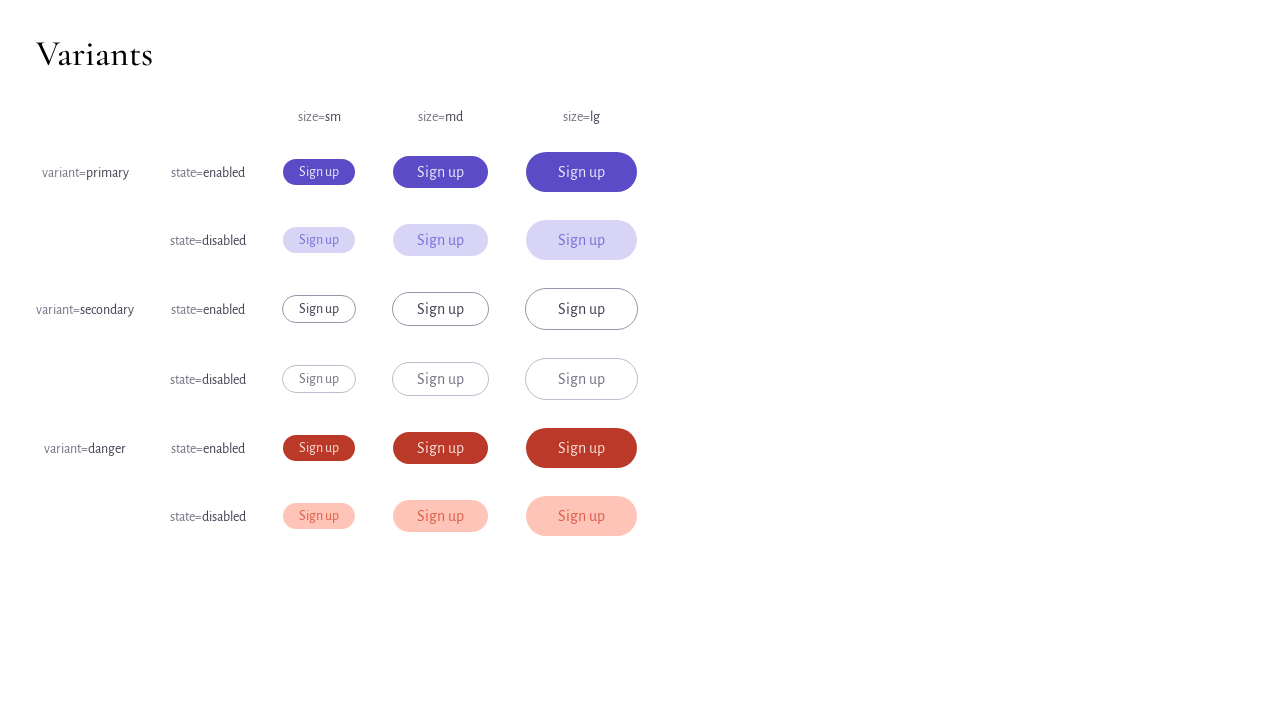 Variants
size=sm size=md size=lg
variant=primary state=enabled Sign up Sign up Sign up
state=disabled Sign up Sign up Sign up
variant=secondary state=enabled Sign up Sign up Sign up
state=disabled Sign up Sign up Sign up
variant=danger state=enabled Sign up Sign up Sign up
state=disabled Sign up Sign up Sign up